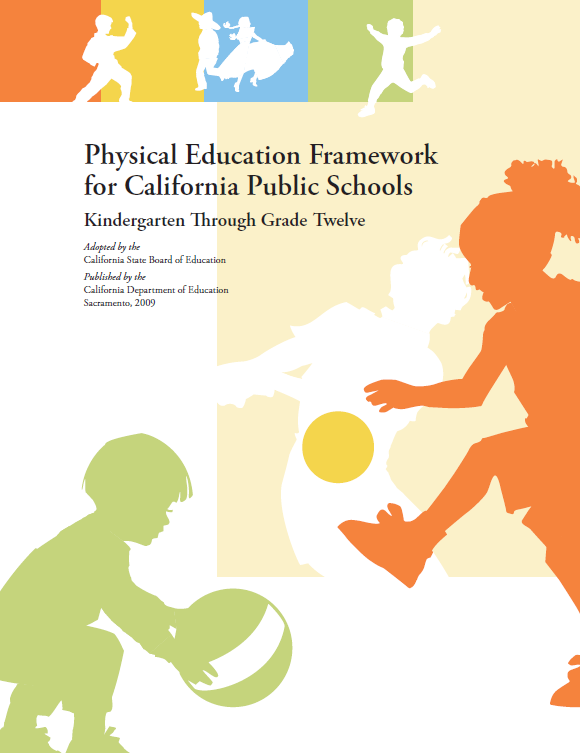 Physical Education Framework
for California Public Schools
Kindergarten Through Grade Twelve
Adopted by the
California State Board of Education
Published by the
California Department of Education
Sacramento, 2009